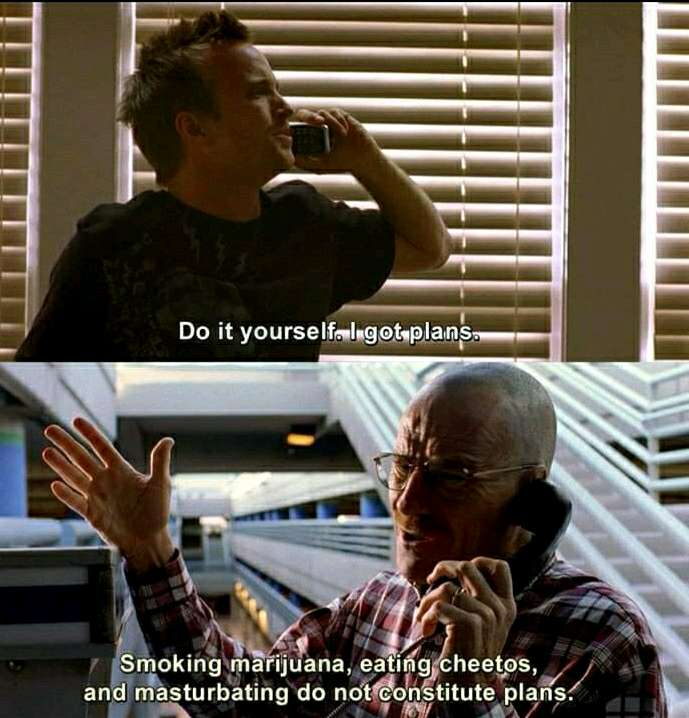 Do it yourself. I got plans.
Smoking marijuana, eating cheetos,
and masturbating do not constitute plans.